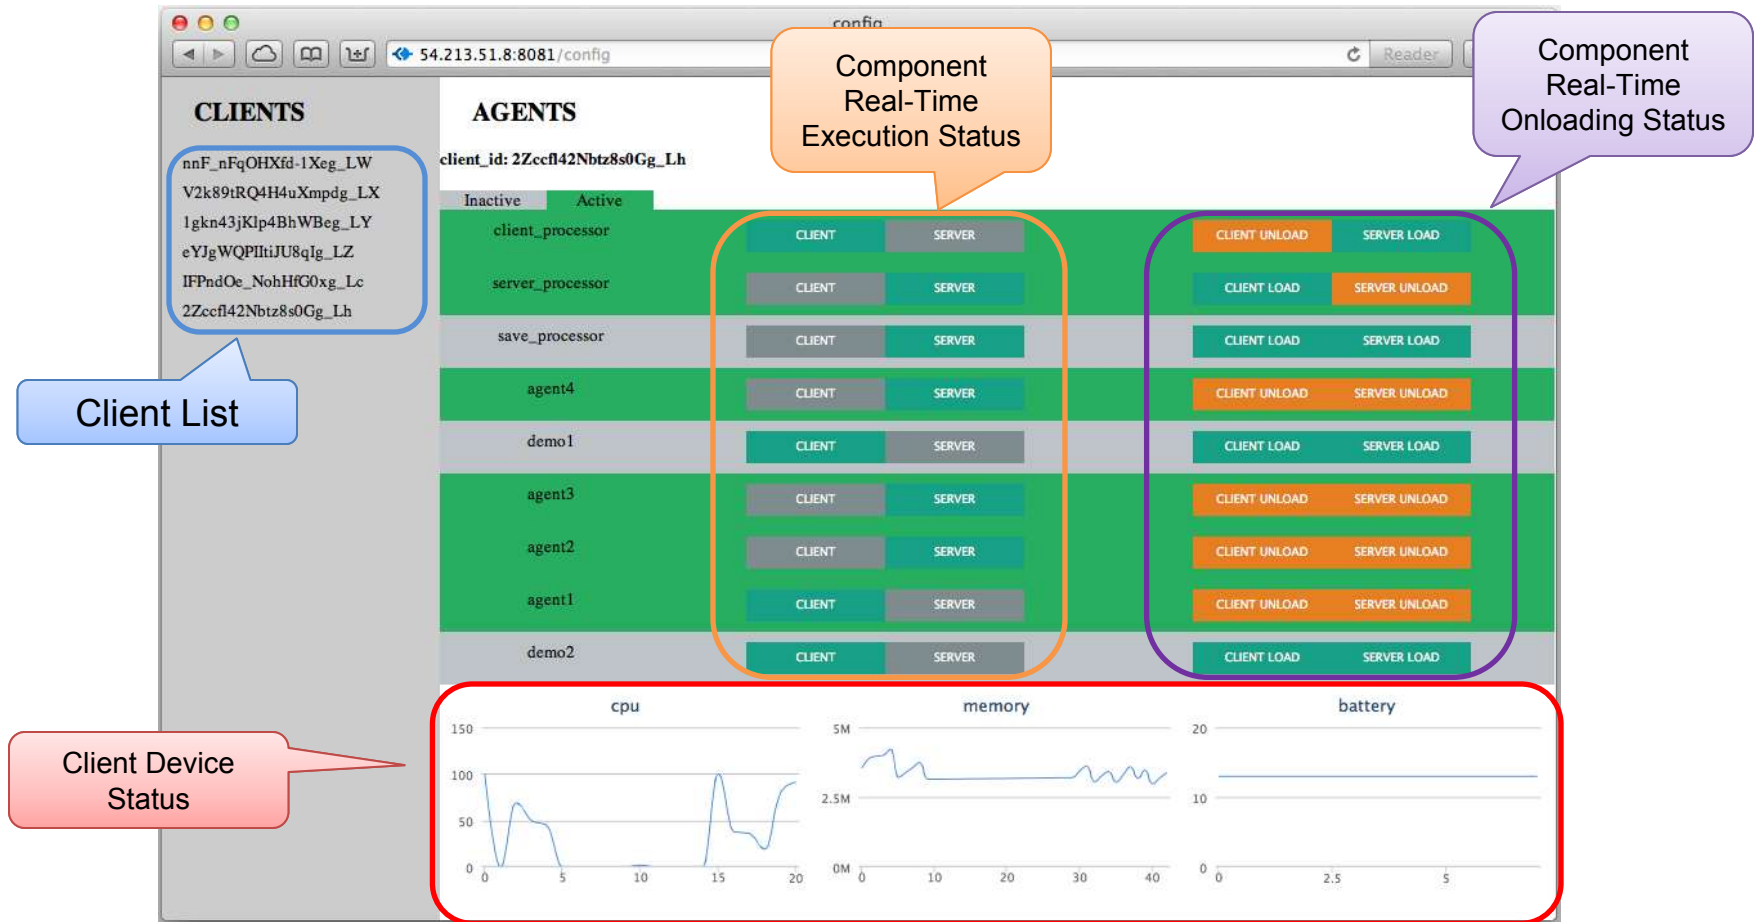 config
54.213.51.8:8081/config
Reader
Component
Real-Time
Execution Status
Component
Real-Time
Onloading Status
CLIENTS
nnF_nFqOHXfd-1Xeg_LW
V2k89tRQ4H4uXmpdg_LX
1gkn43jKlp4BhWBeg_LY
eYJgWQPIItiJU8qIg_LZ
IFPndOe_NohHfG0xg_Lc
2Zccfl42Nbtz8s0Gg_Lh
Client List
AGENTS
client_id: 2Zccfl42Nbtz8s0Gg_Lh
Inactive Active
client_processor CLIENT SERVER CLIENT UNLOAD SERVER LOAD
server_processor CLIENT SERVER CLIENT LOAD SERVER UNLOAD
save_processor CLIENT SERVER CLIENT LOAD SERVER LOAD
agent4 CLIENT SERVER CLIENT UNLOAD SERVER UNLOAD
demo1 CLIENT SERVER CLIENT LOAD SERVER LOAD
agent3 CLIENT SERVER CLIENT UNLOAD SERVER UNLOAD
agent2 CLIENT SERVER CLIENT UNLOAD SERVER UNLOAD
agent1 CLIENT SERVER CLIENT UNLOAD SERVER UNLOAD
demo2 CLIENT SERVER CLIENT LOAD SERVER LOAD
Client Device
Status
cpu
150
100
50
0
0 5 10 15 20
memory
5M
2.5M
0M
0 10 20 30 40
battery
20
10
0
0 2.5 5